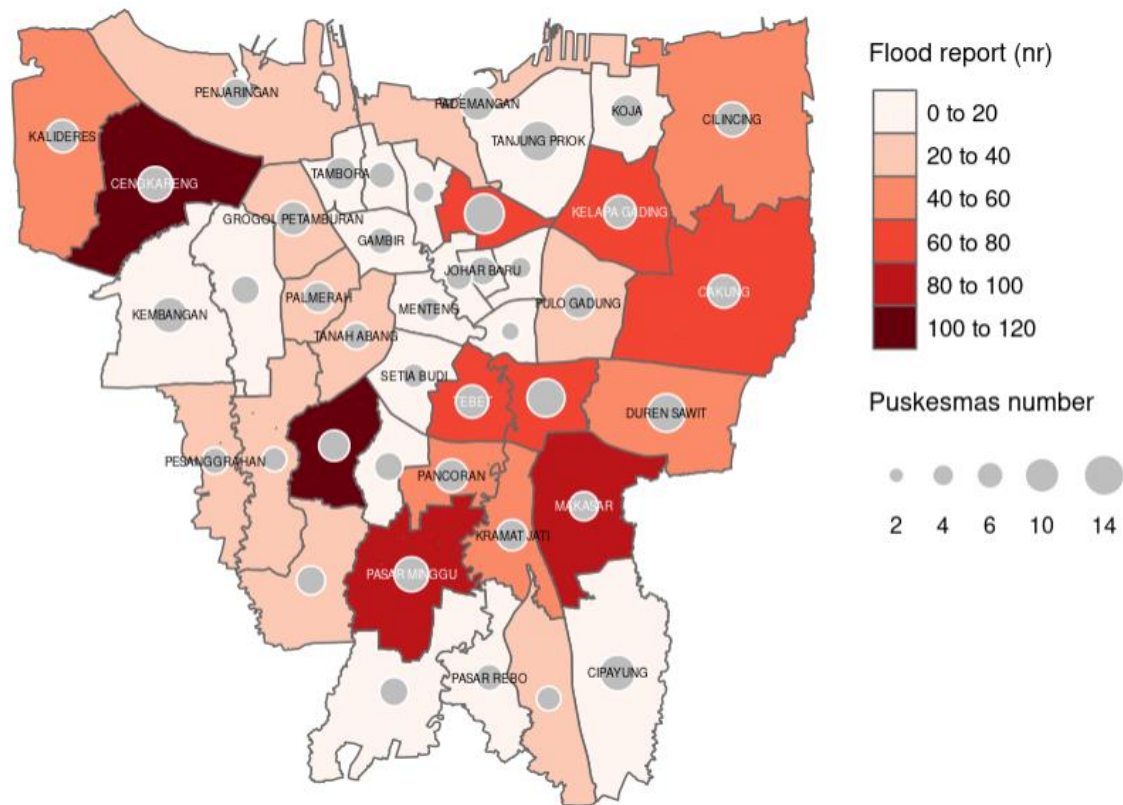 PENJARINGAN
PADEMANGAN
KOJA
CILINCING
KALIDERES
TANJUNG PRIOK
TAMBORA
CENGKARENG
GROGOL PETAMBURAN
KELAPA GADING
GAMBIR
JOHAR BARU
CAKUNG
PALMERAH
MENTENG
PULO GADUNG
KEMBANGAN
TANAH ABANG
SETIA BUDI
TEBET
DUREN SAWIT
PESANGGRAHAN
PANCORAN
MAKASAR
KRAMAT JATI
PASAR MINGGU
PASAR REBO
CIPAYUNG
Flood report (nr)
0 to 20
20 to 40
40 to 60
60 to 80
80 to 100
100 to 120
Puskesmas number
2 4 6 10 14